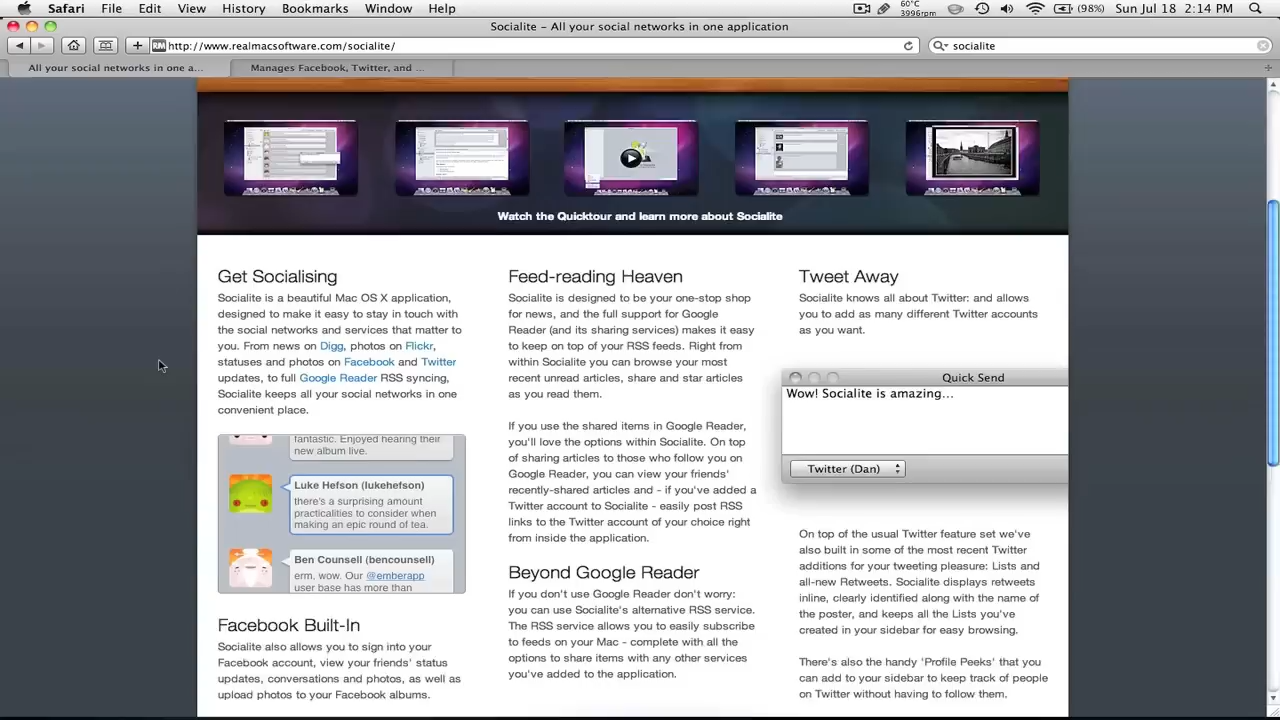 Safari File Edit View History Bookmarks Window Help 60°C 3996rpm (98%) Sun Jul 18 2:14 PM
Socialite – All your social networks in one application
RM http://www.realmacsoftware.com/socialite/ socialite
All your social networks in one a... Manages Facebook, Twitter, and ...
Watch the Quicktour and learn more about Socialite
Get Socialising
Socialite is a beautiful Mac OS X application,
designed to make it easy to stay in touch with
the social networks and services that matter to
you. From news on Digg, photos on Flickr,
statuses and photos on Facebook and Twitter
updates, to full Google Reader RSS syncing,
Socialite keeps all your social networks in one
convenient place.
fantastic. Enjoyed hearing their
new album live.
Luke Hefson (lukehefson)
there's a surprising amount
practicalities to consider when
making an epic round of tea.
Ben Counsell (bencounsell)
erm, wow. Our @emberapp
user base has more than
Facebook Built-In
Socialite also allows you to sign into your
Facebook account, view your friends' status
updates, conversations and photos, as well as
upload photos to your Facebook albums.
Feed-reading Heaven
Socialite is designed to be your one-stop shop
for news, and the full support for Google
Reader (and its sharing services) makes it easy
to keep on top of your RSS feeds. Right from
within Socialite you can browse your most
recent unread articles, share and star articles
as you read them.
If you use the shared items in Google Reader,
you'll love the options within Socialite. On top
of sharing articles to those who follow you on
Google Reader, you can view your friends'
recently-shared articles and - if you've added a
Twitter account to Socialite - easily post RSS
links to the Twitter account of your choice right
from inside the application.
Beyond Google Reader
If you don't use Google Reader don't worry:
you can use Socialite's alternative RSS service.
The RSS service allows you to easily subscribe
to feeds on your Mac - complete with all the
options to share items with any other services
you've added to the application.
Tweet Away
Socialite knows all about Twitter: and allows
you to add as many different Twitter accounts
as you want.
Quick Send
Wow! Socialite is amazing...
Twitter (Dan)
On top of the usual Twitter feature set we've
also built in some of the most recent Twitter
additions for your tweeting pleasure: Lists and
all-new Retweets. Socialite displays retweets
inline, clearly identified along with the name of
the poster, and keeps all the Lists you've
created in your sidebar for easy browsing.
There's also the handy 'Profile Peeks' that you
can add to your sidebar to keep track of people
on Twitter without having to follow them.